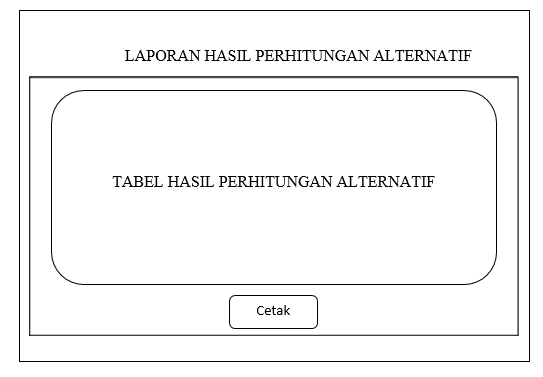 LAPORAN HASIL PERHITUNGAN ALTERNATIF
TABEL HASIL PERHITUNGAN ALTERNATIF
Cetak